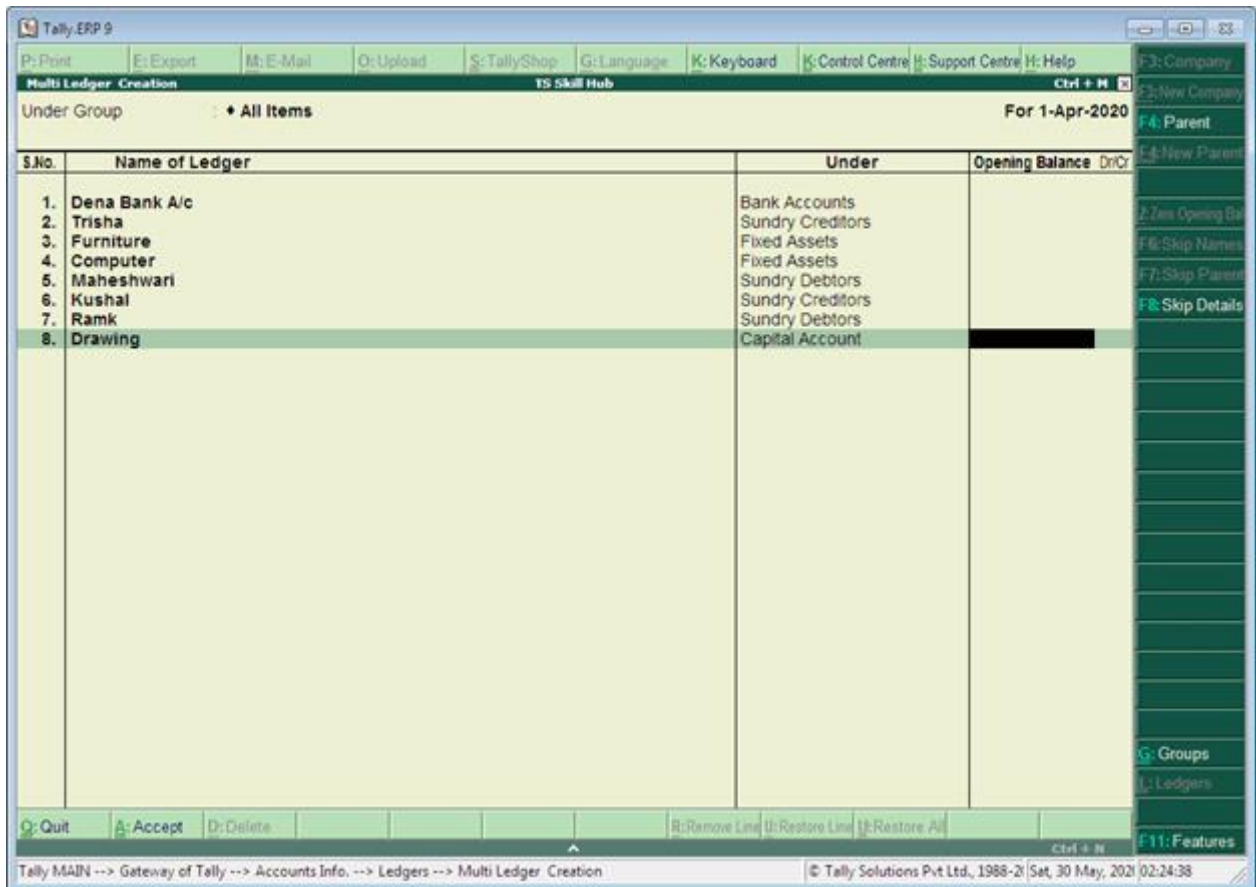 Tally.ERP 9
P: Print E: Export M: E-Mail O: Upload S: TallyShop G: Language K: Keyboard K: Control Centre H: Support Centre H: Help
Multi Ledger Creation TS Skill Hub Ctrl + M
Under Group : ♦ All Items For 1-Apr-2020
S.No. Name of Ledger Under Opening Balance Dr/Cr
1. Dena Bank A/c Bank Accounts
2. Trisha Sundry Creditors
3. Furniture Fixed Assets
4. Computer Fixed Assets
5. Maheshwari Sundry Debtors
6. Kushal Sundry Creditors
7. Ramk Sundry Debtors
8. Drawing Capital Account
F3: Company
F3: New Company
F4: Parent
F4: New Parent
Z: Zero Opening Bal
F6: Skip Names
F7: Skip Parent
F8: Skip Details
G: Groups
L: Ledgers
F11: Features
Q: Quit A: Accept D: Delete R: Remove Line U: Restore Line U: Restore All
Ctrl + N
Tally MAIN --> Gateway of Tally --> Accounts Info. --> Ledgers --> Multi Ledger Creation © Tally Solutions Pvt Ltd., 1988-2 Sat, 30 May, 202 02:24:38